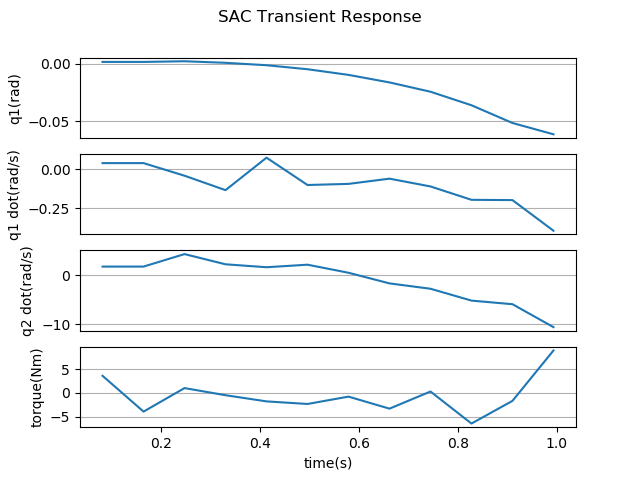 SAC Transient Response
q1(rad)
0.00
−0.05
q1 dot(rad/s)
0.00
−0.25
q2 dot(rad/s)
0
−10
torque(Nm)
5
0
−5
0.2 0.4 0.6 0.8 1.0
time(s)